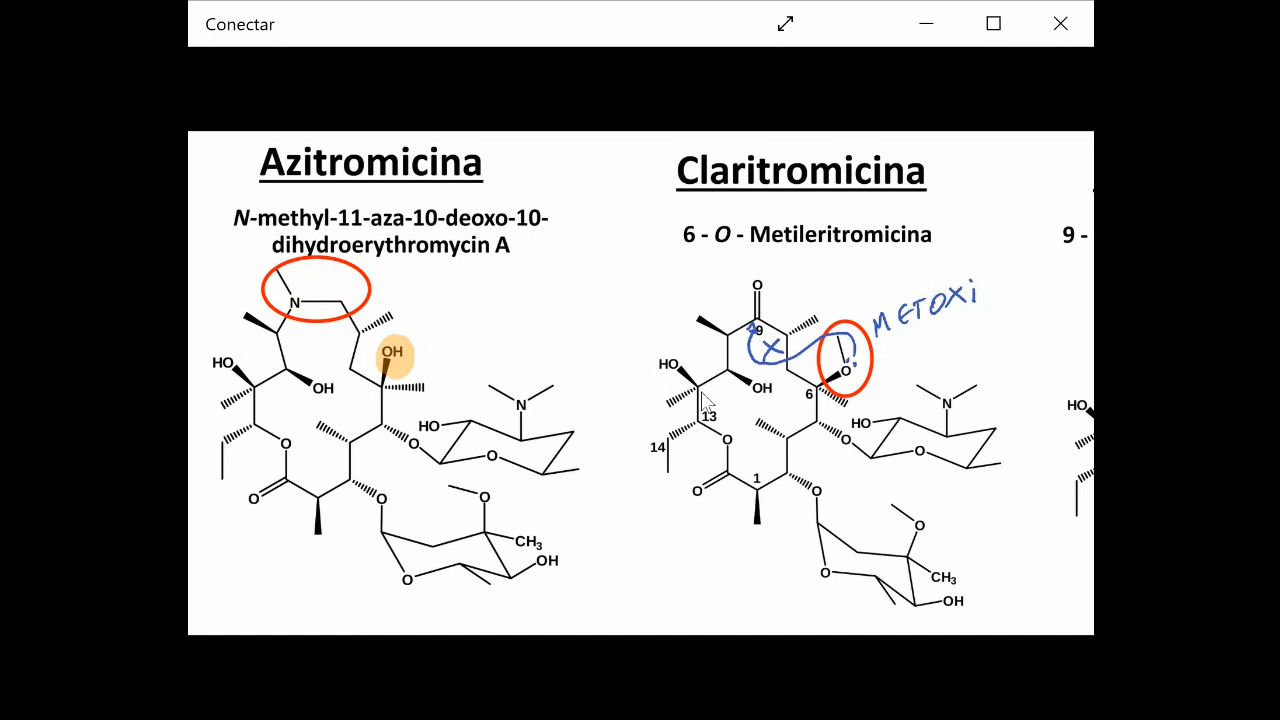 Conectar
Azitromicina
N-methyl-11-aza-10-deoxo-10-
dihydroerythromycin A
N
OH
HO
OH
N
HO
O
O
O
O
O
O
CH3
OH
O
Claritromicina
6 - O - Metileritromicina
O
METOXi
9
X
O
HO
OH
6
13
N
HO
14
O
O
O
O
1
O
O
O
CH3
OH
9 -
HO